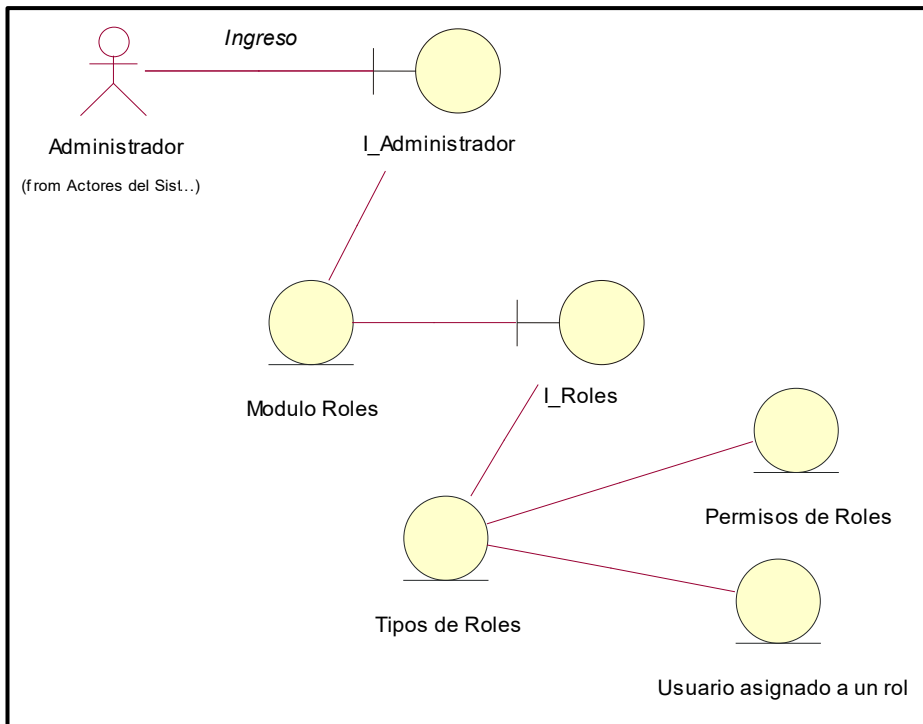 Ingreso
Administrador
(from Actores del Sist...)
I_Administrador
Modulo Roles
I_Roles
Permisos de Roles
Tipos de Roles
Usuario asignado a un rol